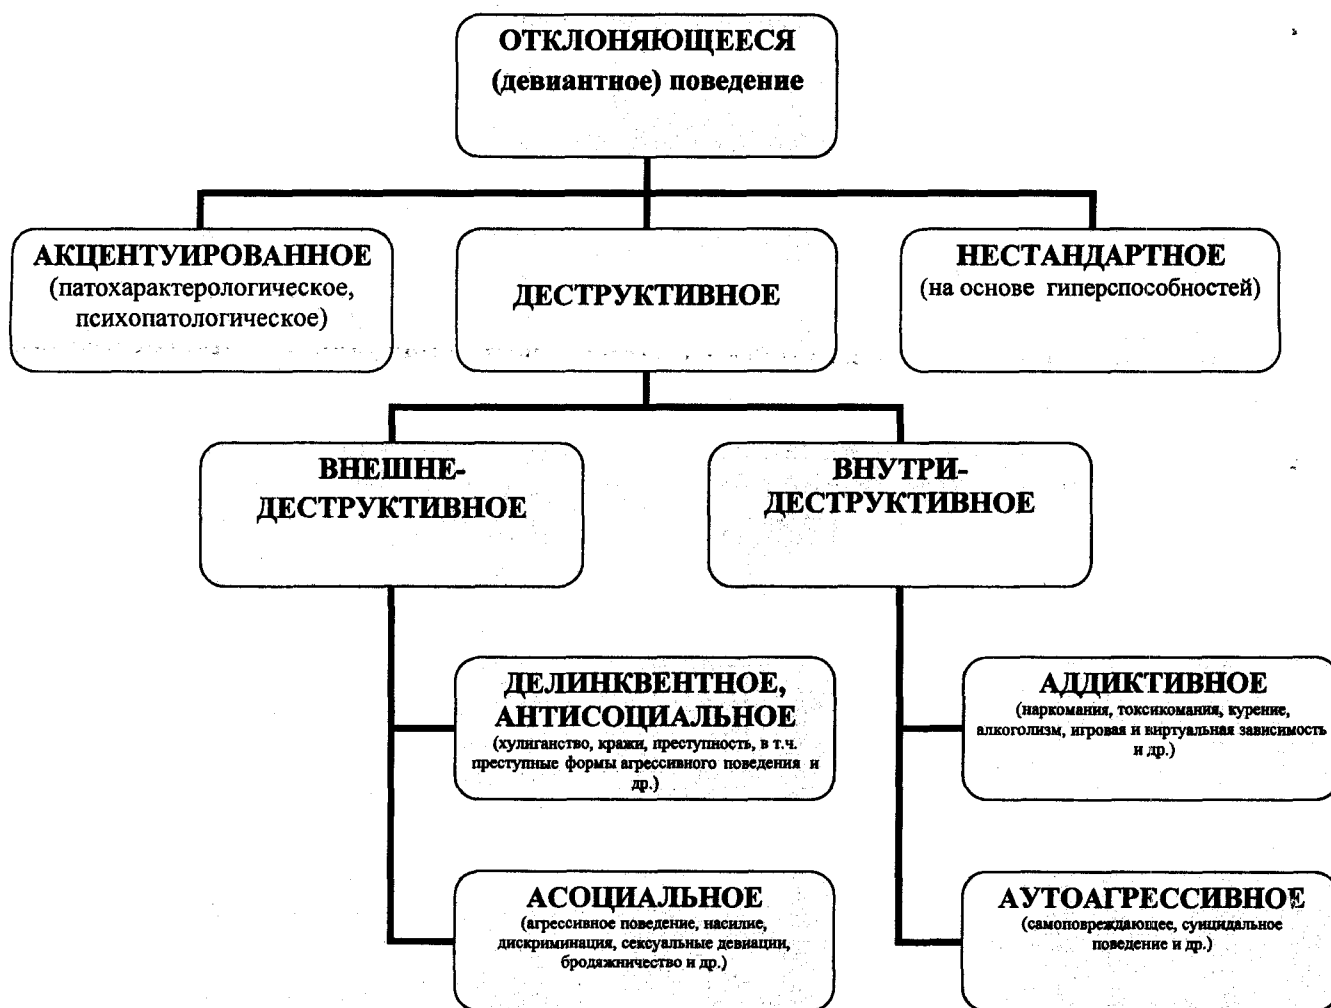 ОТКЛОНЯЮЩЕЕСЯ
(девиантное) поведение
АКЦЕНТУИРОВАННОЕ
(патохарактерологическое,
психопатологическое)
ДЕСТРУКТИВНОЕ
НЕСТАНДАРТНОЕ
(на основе гиперспособностей)
ВНЕШНЕ-
ДЕСТРУКТИВНОЕ
ВНУТРИ-
ДЕСТРУКТИВНОЕ
ДЕЛИНКВЕНТНОЕ,
АНТИСОЦИАЛЬНОЕ
(хулиганство, кражи, преступность, в т.ч.
преступные формы агрессивного поведения и
др.)
АДДИКТИВНОЕ
(наркомания, токсикомания, курение,
алкоголизм, игровая и виртуальная зависимость
и др.)
АСОЦИАЛЬНОЕ
(агрессивное поведение, насилие,
дискриминация, сексуальные девиации,
бродяжничество и др.)
АУТОАГРЕССИВНОЕ
(самоповреждающее, суицидальное
поведение и др.)